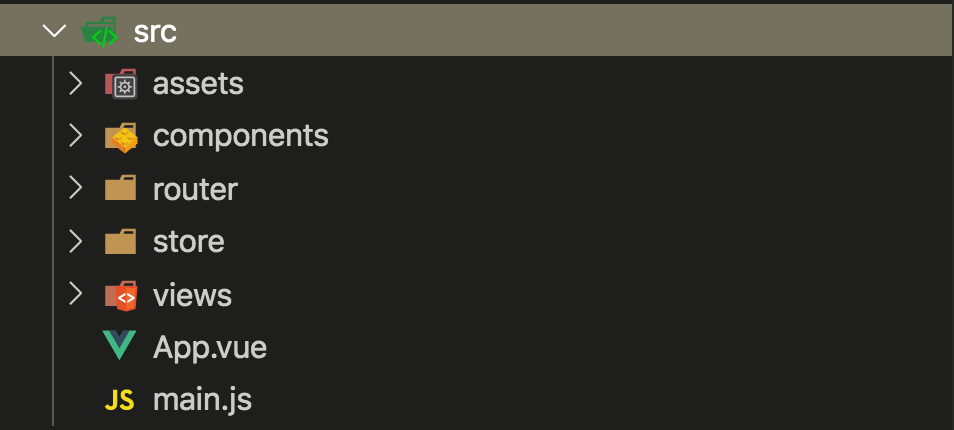 src
assets
components
router
store
views
App.vue
JS main.js